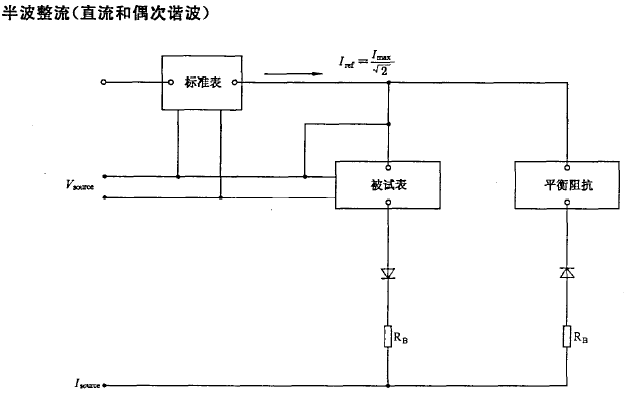 半波整流(直流和偶次谐波)
标准表
I_ref = I_max/√2
V_source
被试表
平衡阻抗
R_B
R_B
I_source